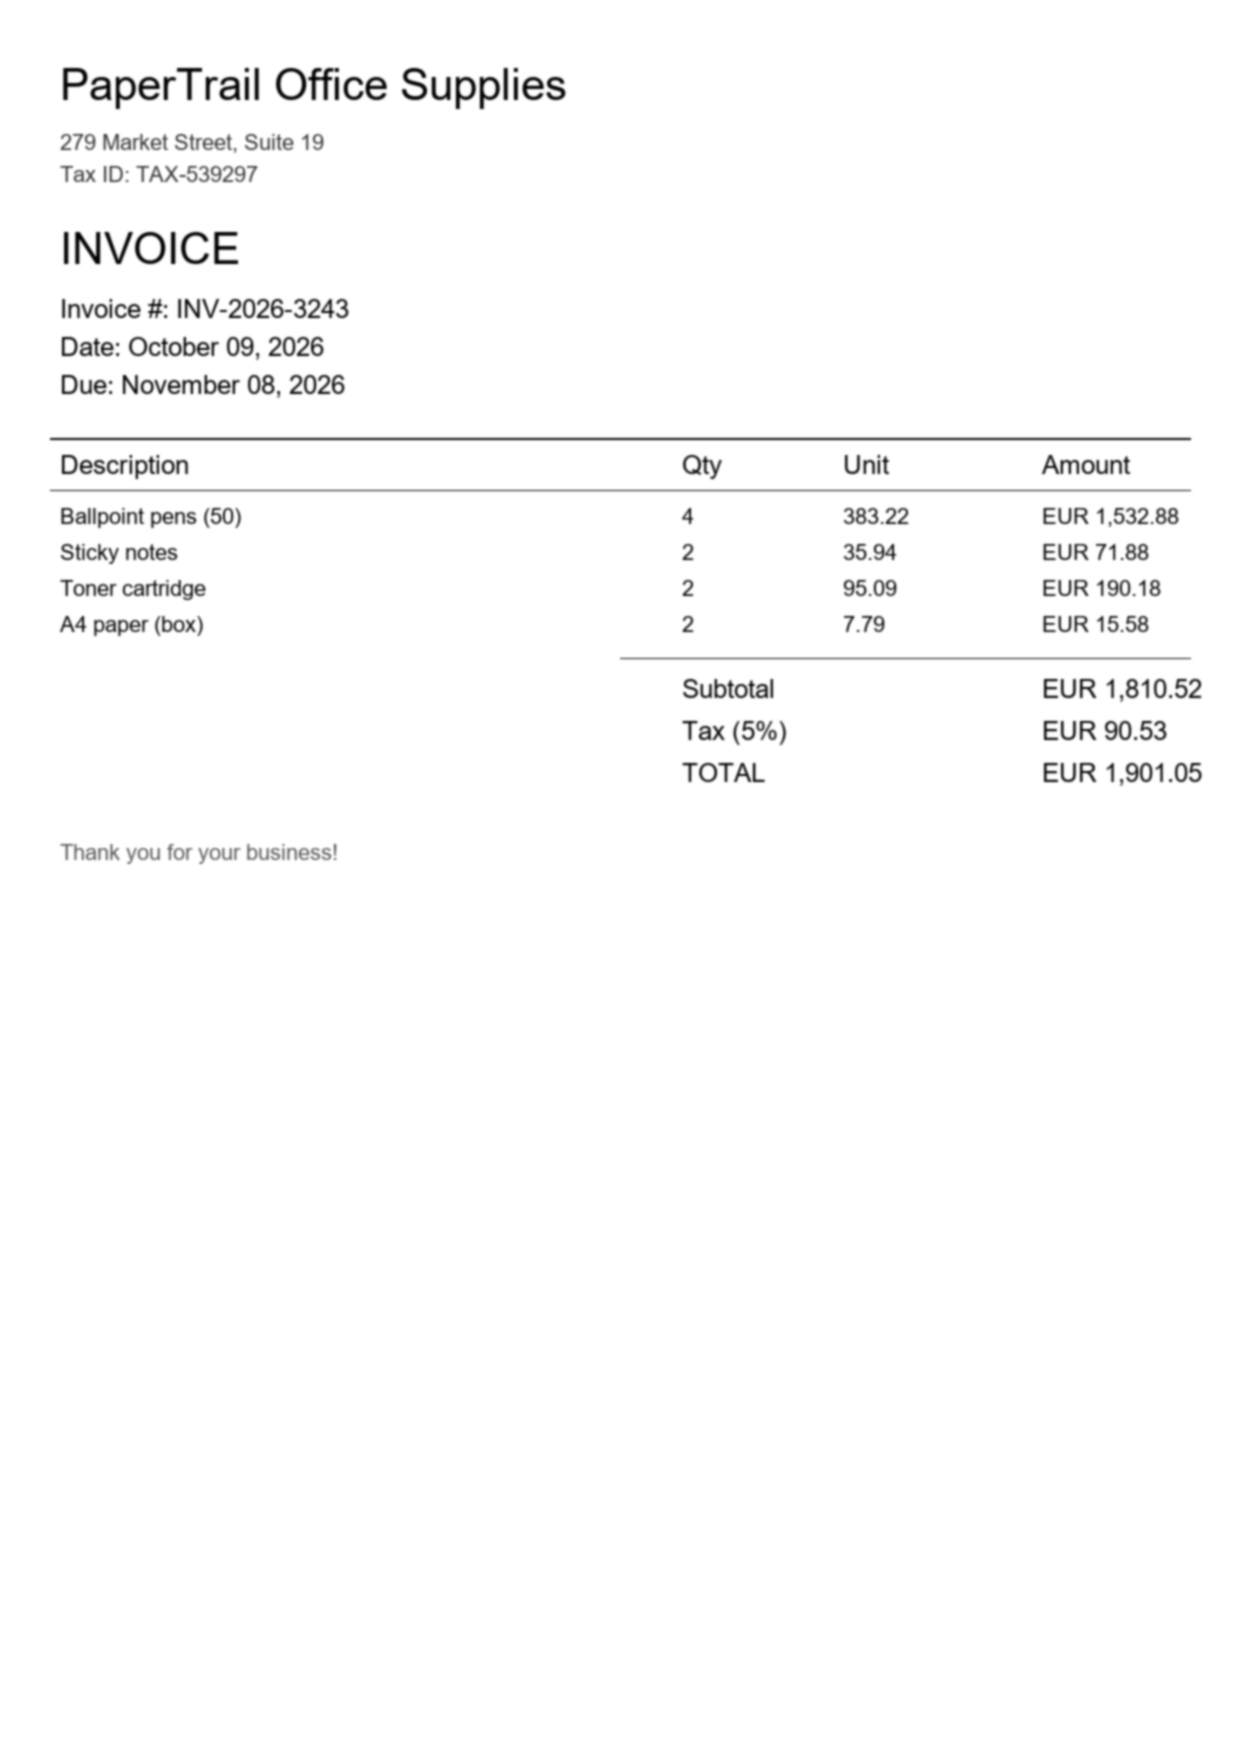 PaperTrail Office Supplies
279 Market Street, Suite 19
Tax ID: TAX-539297
INVOICE
Invoice #: INV-2026-3243
Date: October 09, 2026
Due: November 08, 2026
Description Qty Unit Amount
Ballpoint pens (50) 4 383.22 EUR 1,532.88
Sticky notes 2 35.94 EUR 71.88
Toner cartridge 2 95.09 EUR 190.18
A4 paper (box) 2 7.79 EUR 15.58
Subtotal EUR 1,810.52
Tax (5%) EUR 90.53
TOTAL EUR 1,901.05
Thank you for your business!